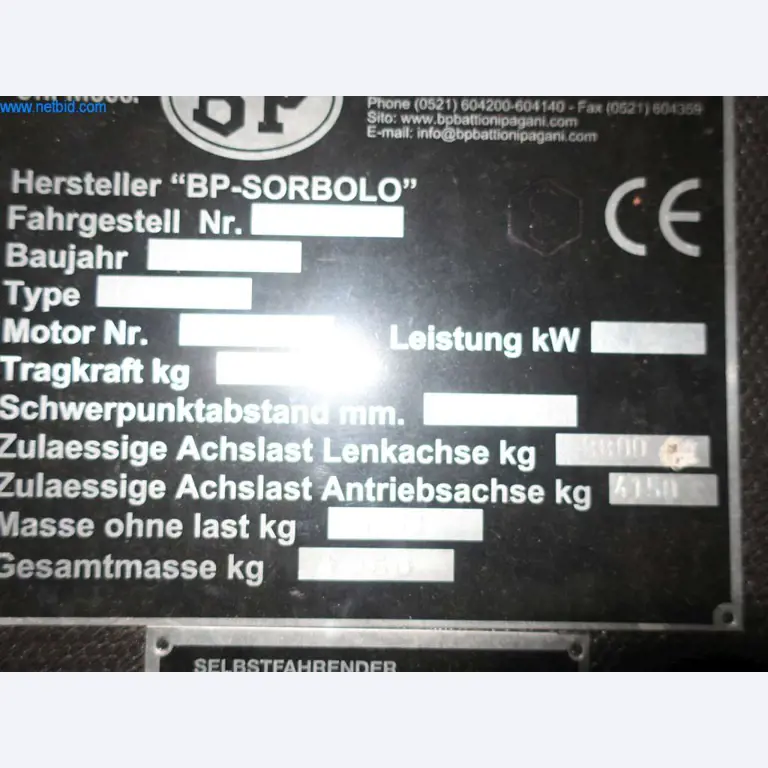 www.netbid.com
BP
Phone (0521) 604200-604140 - Fax (0521) 604359
Sito: www.bpbattionipagani.com
E-mail: info@bpbattionipagani.com
Hersteller "BP-SORBOLO"
CE
Fahrgestell Nr.
Baujahr
Type
Motor Nr.
Leistung kW
Tragkraft kg
Schwerpunktabstand mm.
Zulaessige Achslast Lenkachse kg
Zulaessige Achslast Antriebsachse kg 4150
Masse ohne last kg
Gesamtmasse kg
SELBSTFAHRENDER